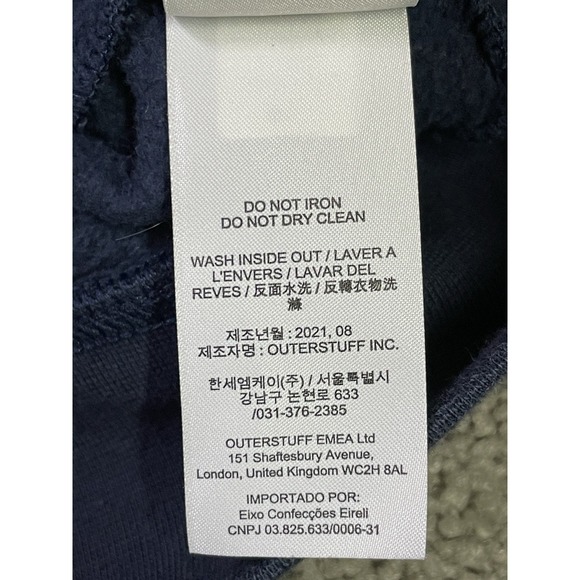 DO NOT IRON
DO NOT DRY CLEAN
WASH INSIDE OUT / LAVER A
L'ENVERS / LAVAR DEL
REVES / 反面水洗 / 反轉衣物洗
滌
제조년월 : 2021, 08
제조자명 : OUTERSTUFF INC.
한세엠케이(주) / 서울특별시
강남구 논현로 633
/031-376-2385
OUTERSTUFF EMEA Ltd
151 Shaftesbury Avenue,
London, United Kingdom WC2H 8AL
IMPORTADO POR:
Eixo Confecções Eireli
CNPJ 03.825.633/0006-31